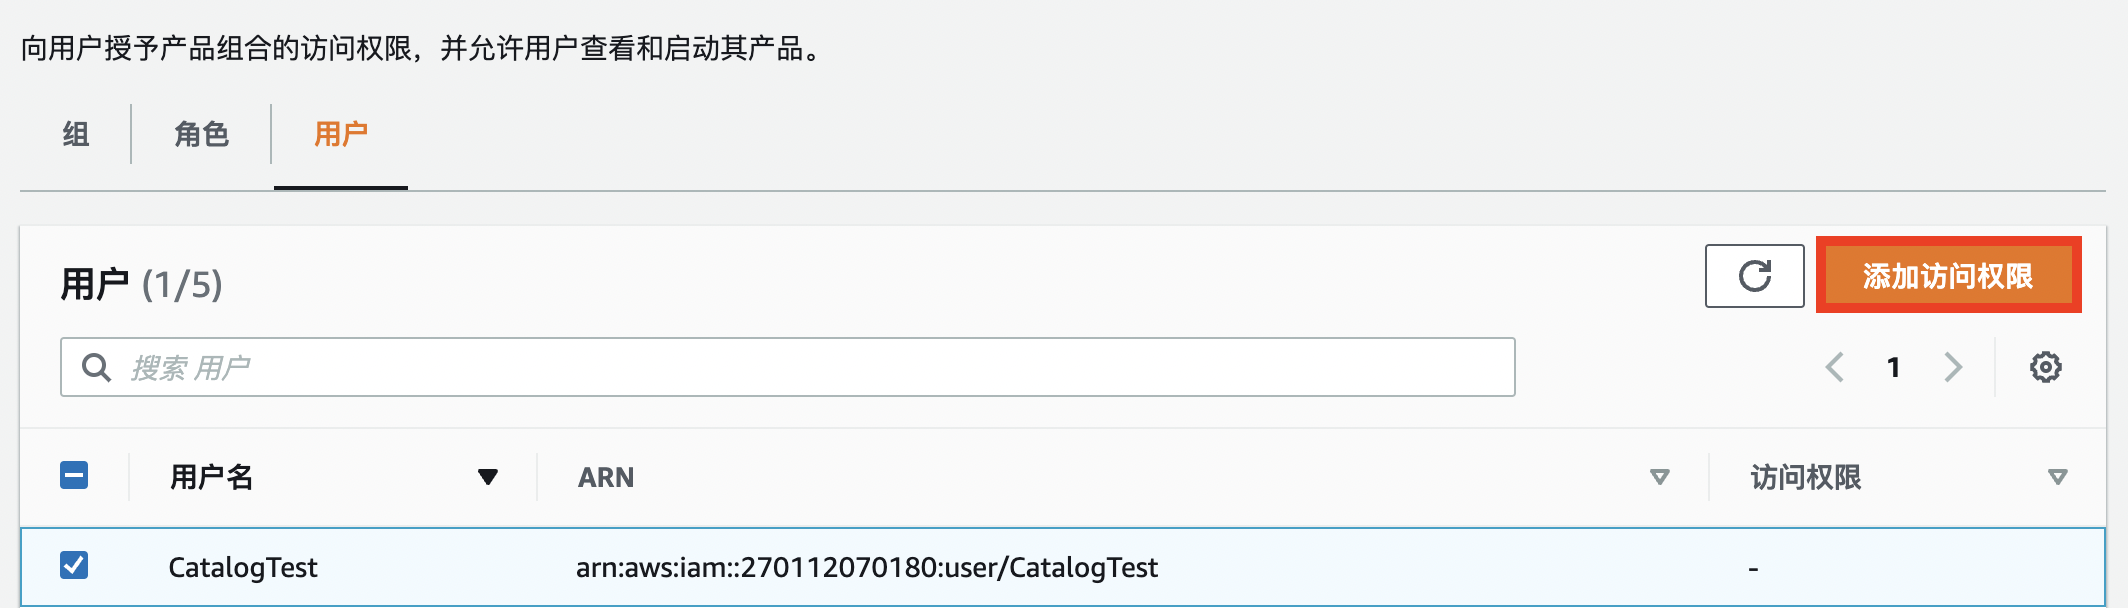 向用户授予产品组合的访问权限，并允许用户查看和启动其产品。
组 角色 用户
用户 (1/5) 添加访问权限
搜索 用户 1
用户名 ARN 访问权限
CatalogTest arn:aws:iam::270112070180:user/CatalogTest -